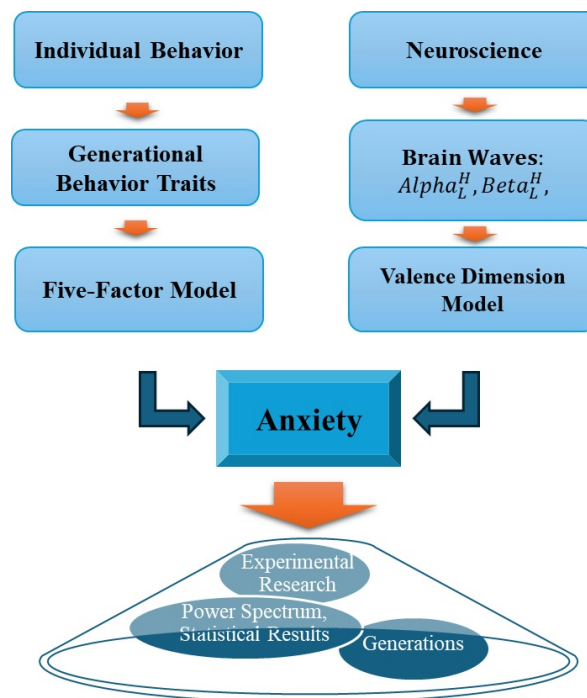 Individual Behavior
Generational
Behavior Traits
Five-Factor Model
Neuroscience
Brain Waves:
$Alpha_L^H, Beta_L^H,$
Valence Dimension
Model
Anxiety
Experimental
Research
Power Spectrum,
Statistical Results
Generations